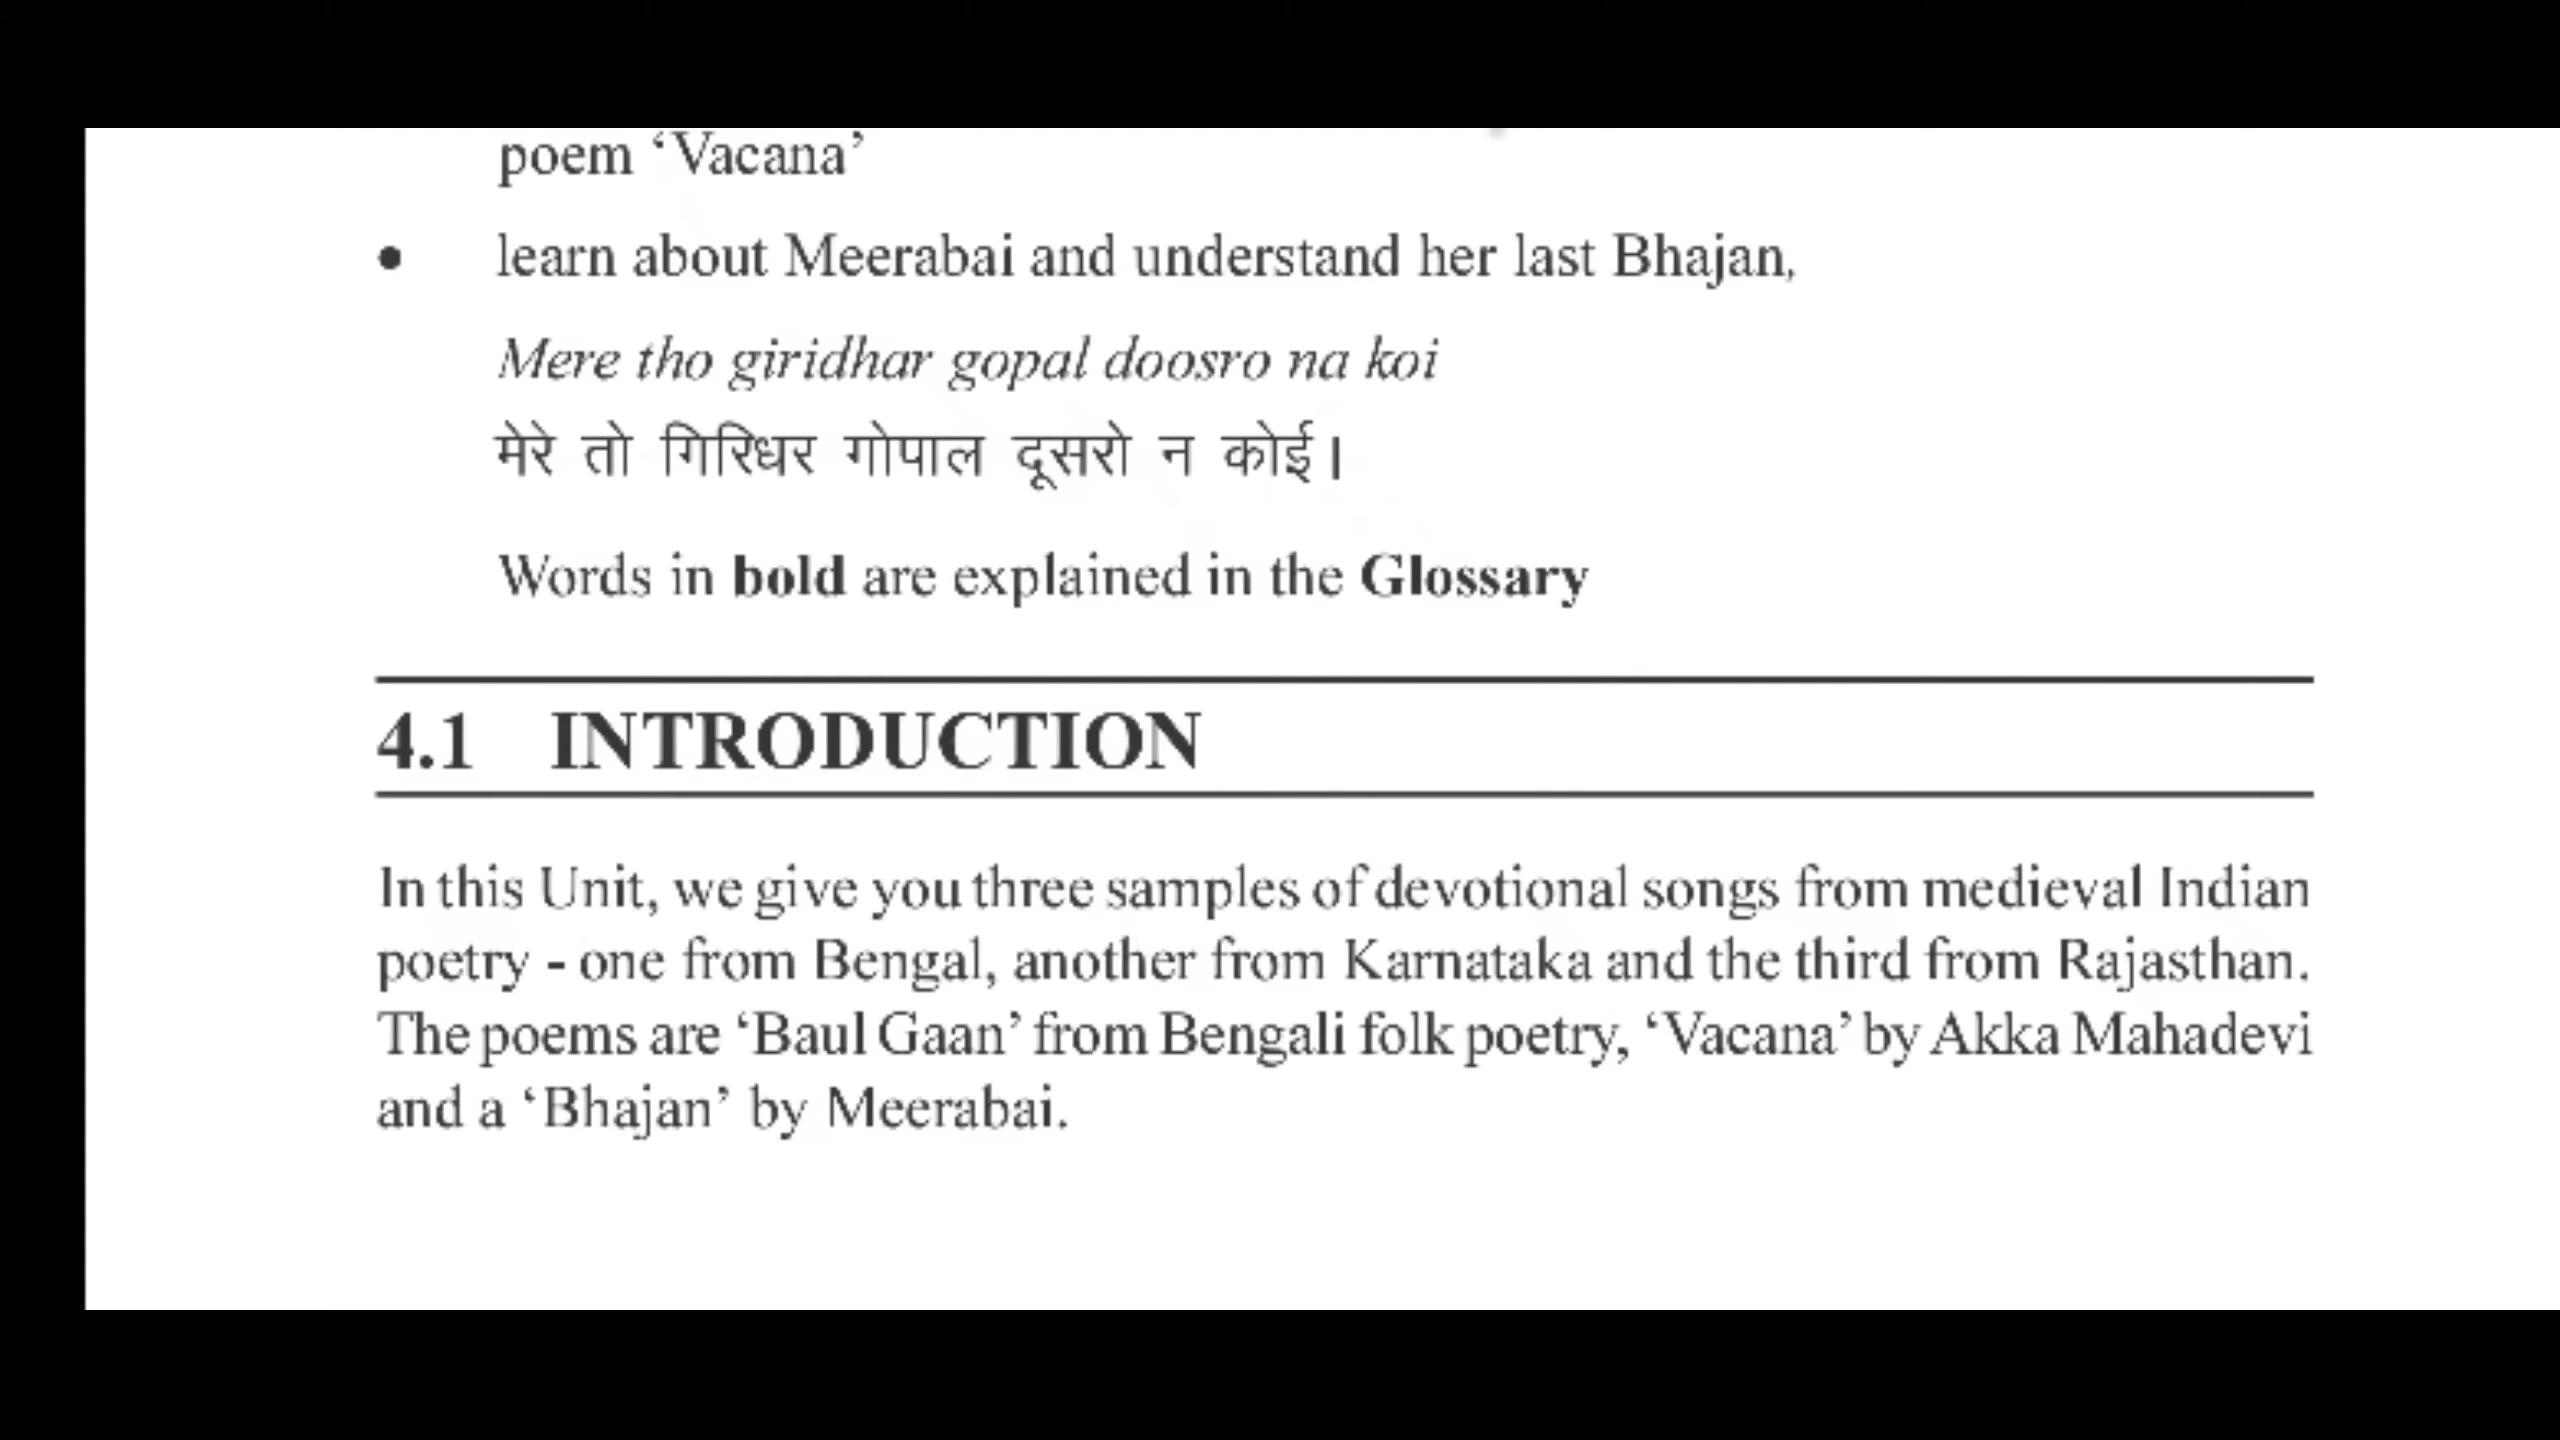 poem ‘Vacana’
• learn about Meerabai and understand her last Bhajan,
Mere tho giridhar gopal doosro na koi
मेरे तो गिरिधर गोपाल दूसरो न कोई।
Words in bold are explained in the Glossary
4.1 INTRODUCTION
In this Unit, we give you three samples of devotional songs from medieval Indian
poetry - one from Bengal, another from Karnataka and the third from Rajasthan.
The poems are ‘Baul Gaan’ from Bengali folk poetry, ‘Vacana’ by Akka Mahadevi
and a ‘Bhajan’ by Meerabai.